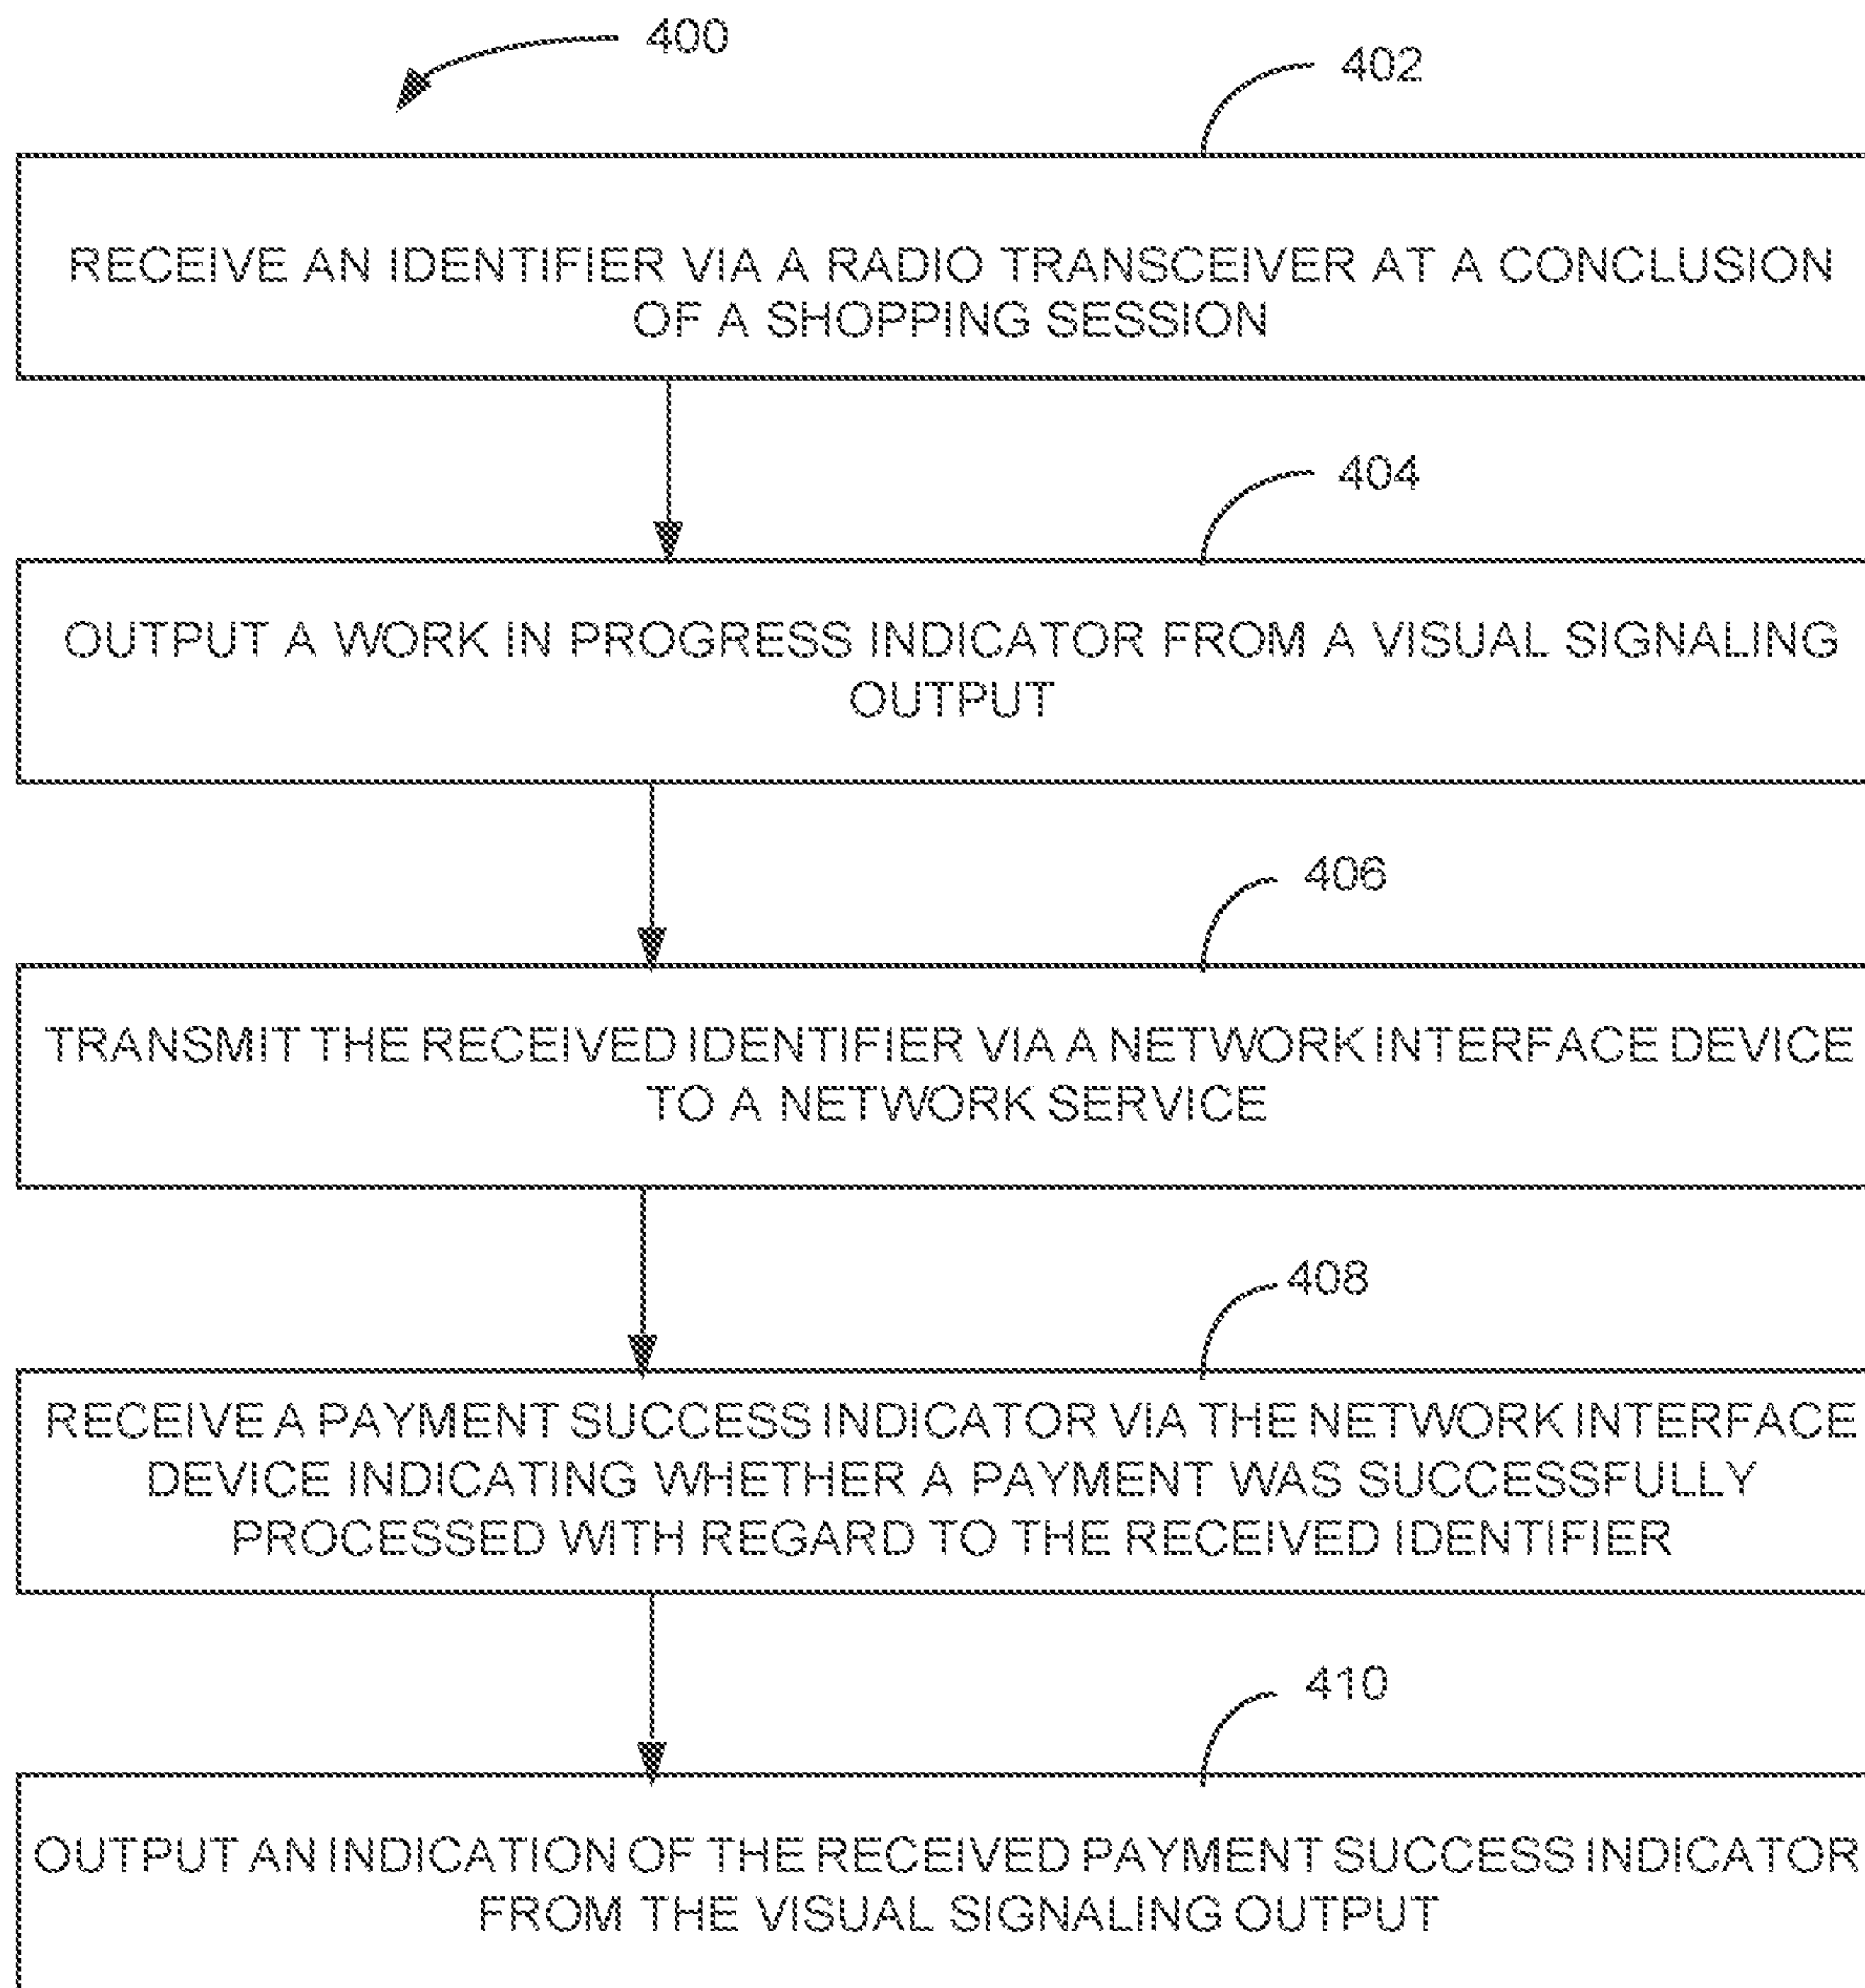 400
402
RECEIVE AN IDENTIFIER VIA A RADIO TRANSCEIVER AT A CONCLUSION
OF A SHOPPING SESSION
404
OUTPUT A WORK IN PROGRESS INDICATOR FROM A VISUAL SIGNALING
OUTPUT
406
TRANSMIT THE RECEIVED IDENTIFIER VIA A NETWORK INTERFACE DEVICE
TO A NETWORK SERVICE
408
RECEIVE A PAYMENT SUCCESS INDICATOR VIA THE NETWORK INTERFACE
DEVICE INDICATING WHETHER A PAYMENT WAS SUCCESSFULLY
PROCESSED WITH REGARD TO THE RECEIVED IDENTIFIER
410
OUTPUT AN INDICATION OF THE RECEIVED PAYMENT SUCCESS INDICATOR
FROM THE VISUAL SIGNALING OUTPUT